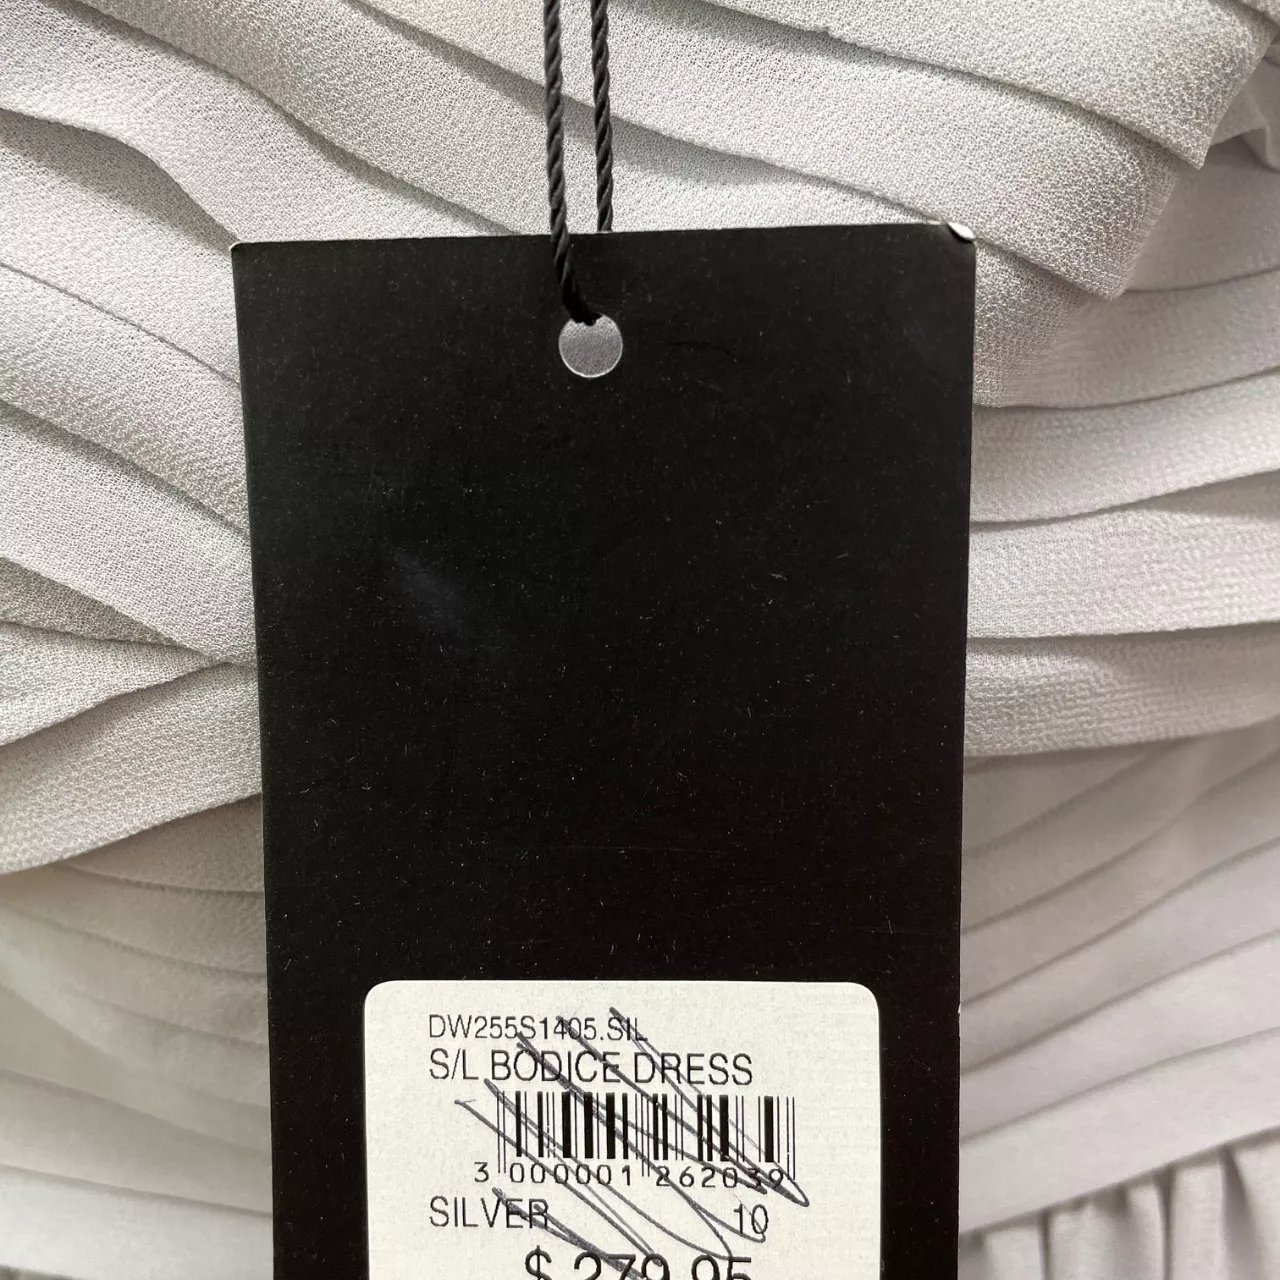 DW255S1405.SIL
S/L BODICE DRESS
3 000001 262039
SILVER 10
$ 279.95